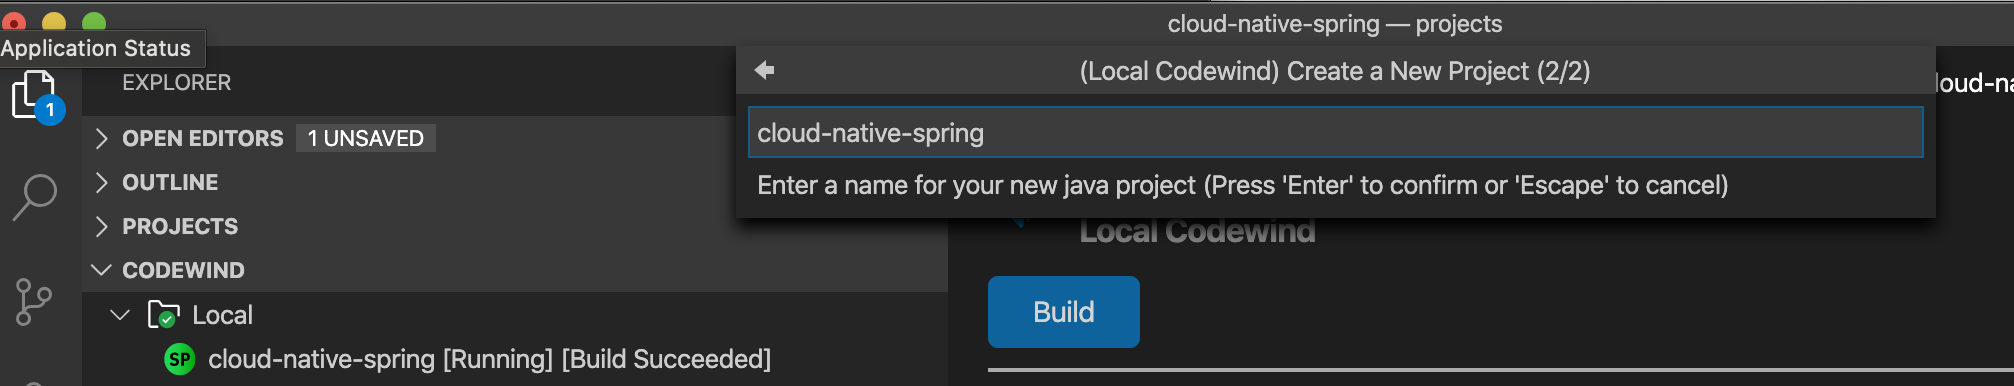 cloud-native-spring — projects
Application Status
EXPLORER
(Local Codewind) Create a New Project (2/2)
1
OPEN EDITORS 1 UNSAVED
cloud-native-spring
OUTLINE
Enter a name for your new java project (Press 'Enter' to confirm or 'Escape' to cancel)
PROJECTS
Local Codewind
CODEWIND
Local
Build
SP cloud-native-spring [Running] [Build Succeeded]